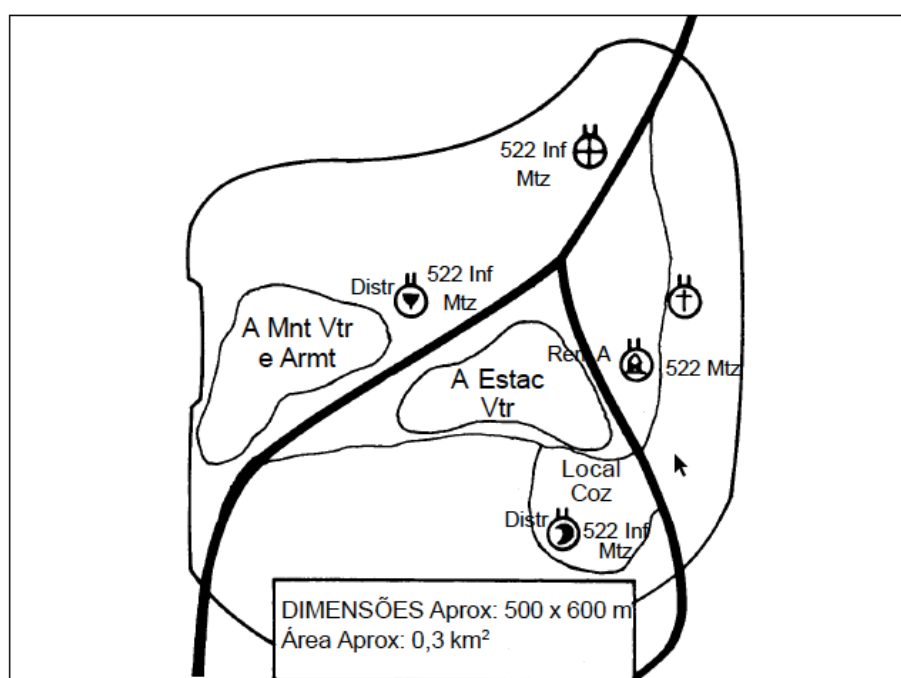 522 Inf
Mtz
Distr
522 Inf
Mtz
A Mnt Vtr
e Armt
Rem A
522 Mtz
A Estac
Vtr
Local
Coz
Distr
522 Inf
Mtz
DIMENSÕES Aprox: 500 x 600 m
Área Aprox: 0,3 km²